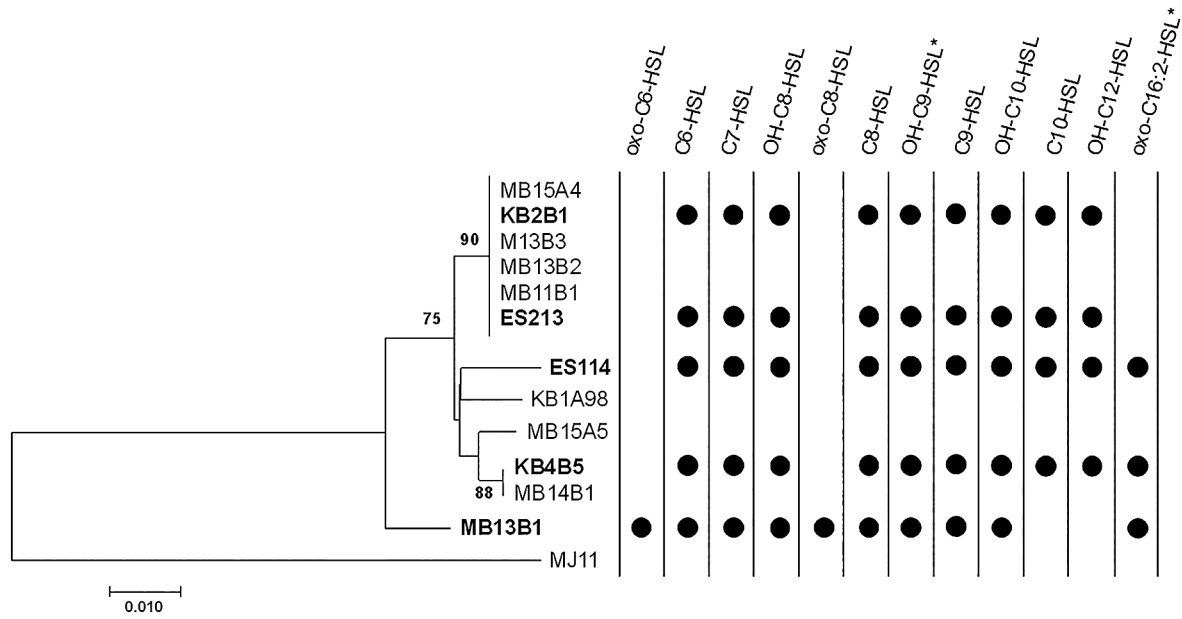 oxo-C6-HSL
C6-HSL
C7-HSL
OH-C8-HSL
oxo-C8-HSL
C8-HSL
OH-C9-HSL*
C9-HSL
OH-C10-HSL
C10-HSL
OH-C12-HSL
oxo-C16:2-HSL*
MB15A4
KB2B1
90 M13B3
MB13B2
MB11B1
75 ES213
ES114
KB1A98
MB15A5
KB4B5
88 MB14B1
MB13B1
MJ11
0.010